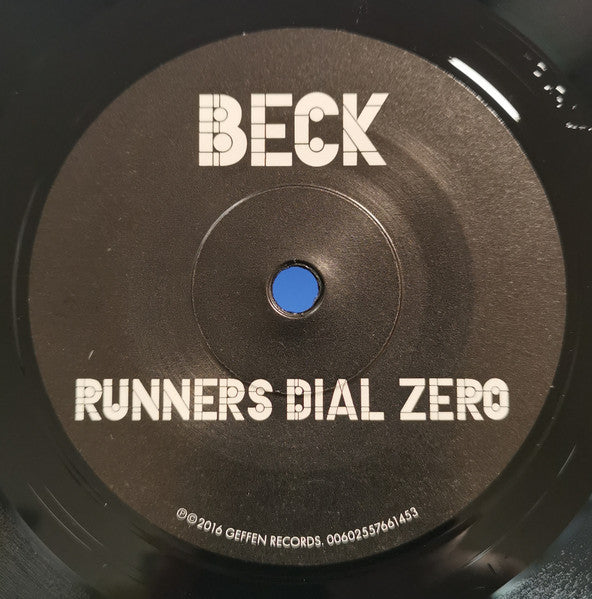 BECK
RUNNERS DIAL ZERO
℗©2016 GEFFEN RECORDS. 00602557661453